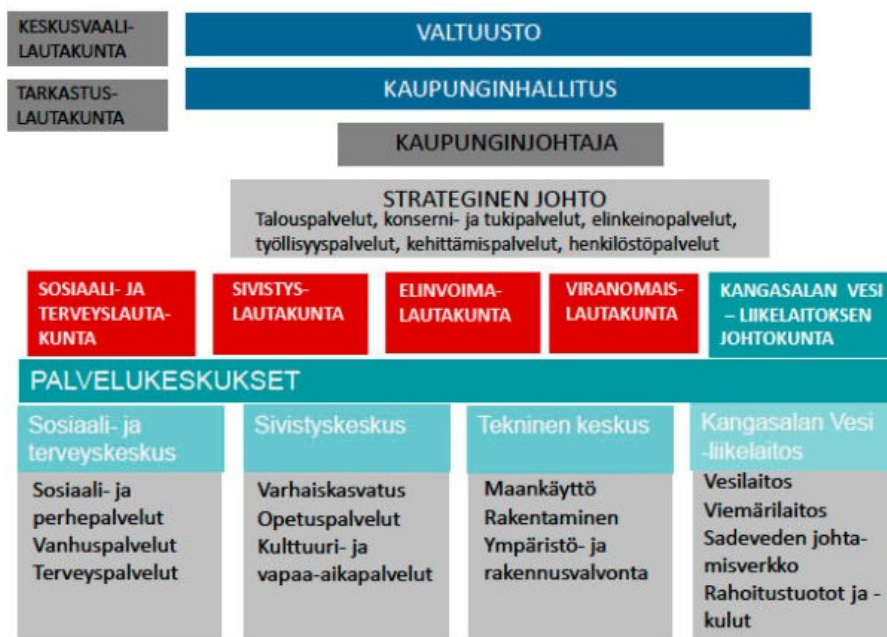 KESKUSVAALI-
LAUTAKUNTA
VALTUUSTO
TARKASTUS-
LAUTAKUNTA
KAUPUNGINHALLITUS
KAUPUNGINJOHTAJA
STRATEGINEN JOHTO
Talouspalvelut, konserni- ja tukipalvelut, elinkeinopalvelut,
työllisyyspalvelut, kehittämispalvelut, henkilöstöpalvelut
SOSIAALI- JA
TERVEYSLAUTA-
KUNTA
SIVISTYS-
LAUTAKUNTA
ELINVOIMA-
LAUTAKUNTA
VIRANOMAIS-
LAUTAKUNTA
KANGASALAN VESI
– LIIKELAITOKSEN
JOHTOKUNTA
PALVELUKESKUKSET
Sosiaali- ja
terveyskeskus
Sosiaali- ja
perhepalvelut
Vanhuspalvelut
Terveyspalvelut
Sivistyskeskus
Varhaiskasvatus
Opetuspalvelut
Kulttuuri- ja
vapaa-aikapalvelut
Tekninen keskus
Maankäyttö
Rakentaminen
Ympäristö- ja
rakennusvalvonta
Kangasalan Vesi
-liikelaitos
Vesilaitos
Viemärilaitos
Sadeveden johta-
misverkko
Rahoitustuotot ja -
kulut